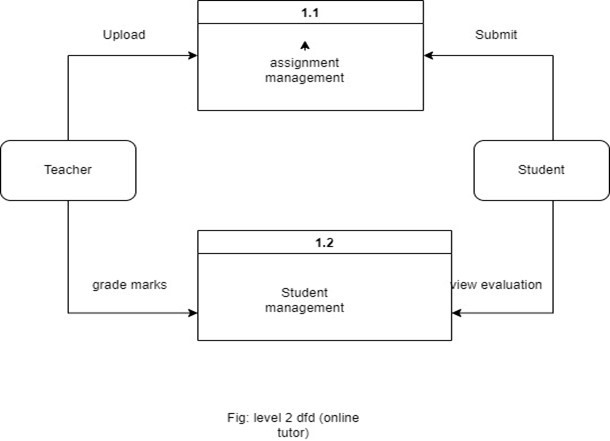 1.1
Upload
Submit
assignment
management
Teacher
Student
1.2
grade marks
Student
management
view evaluation
Fig: level 2 dfd (online
tutor)